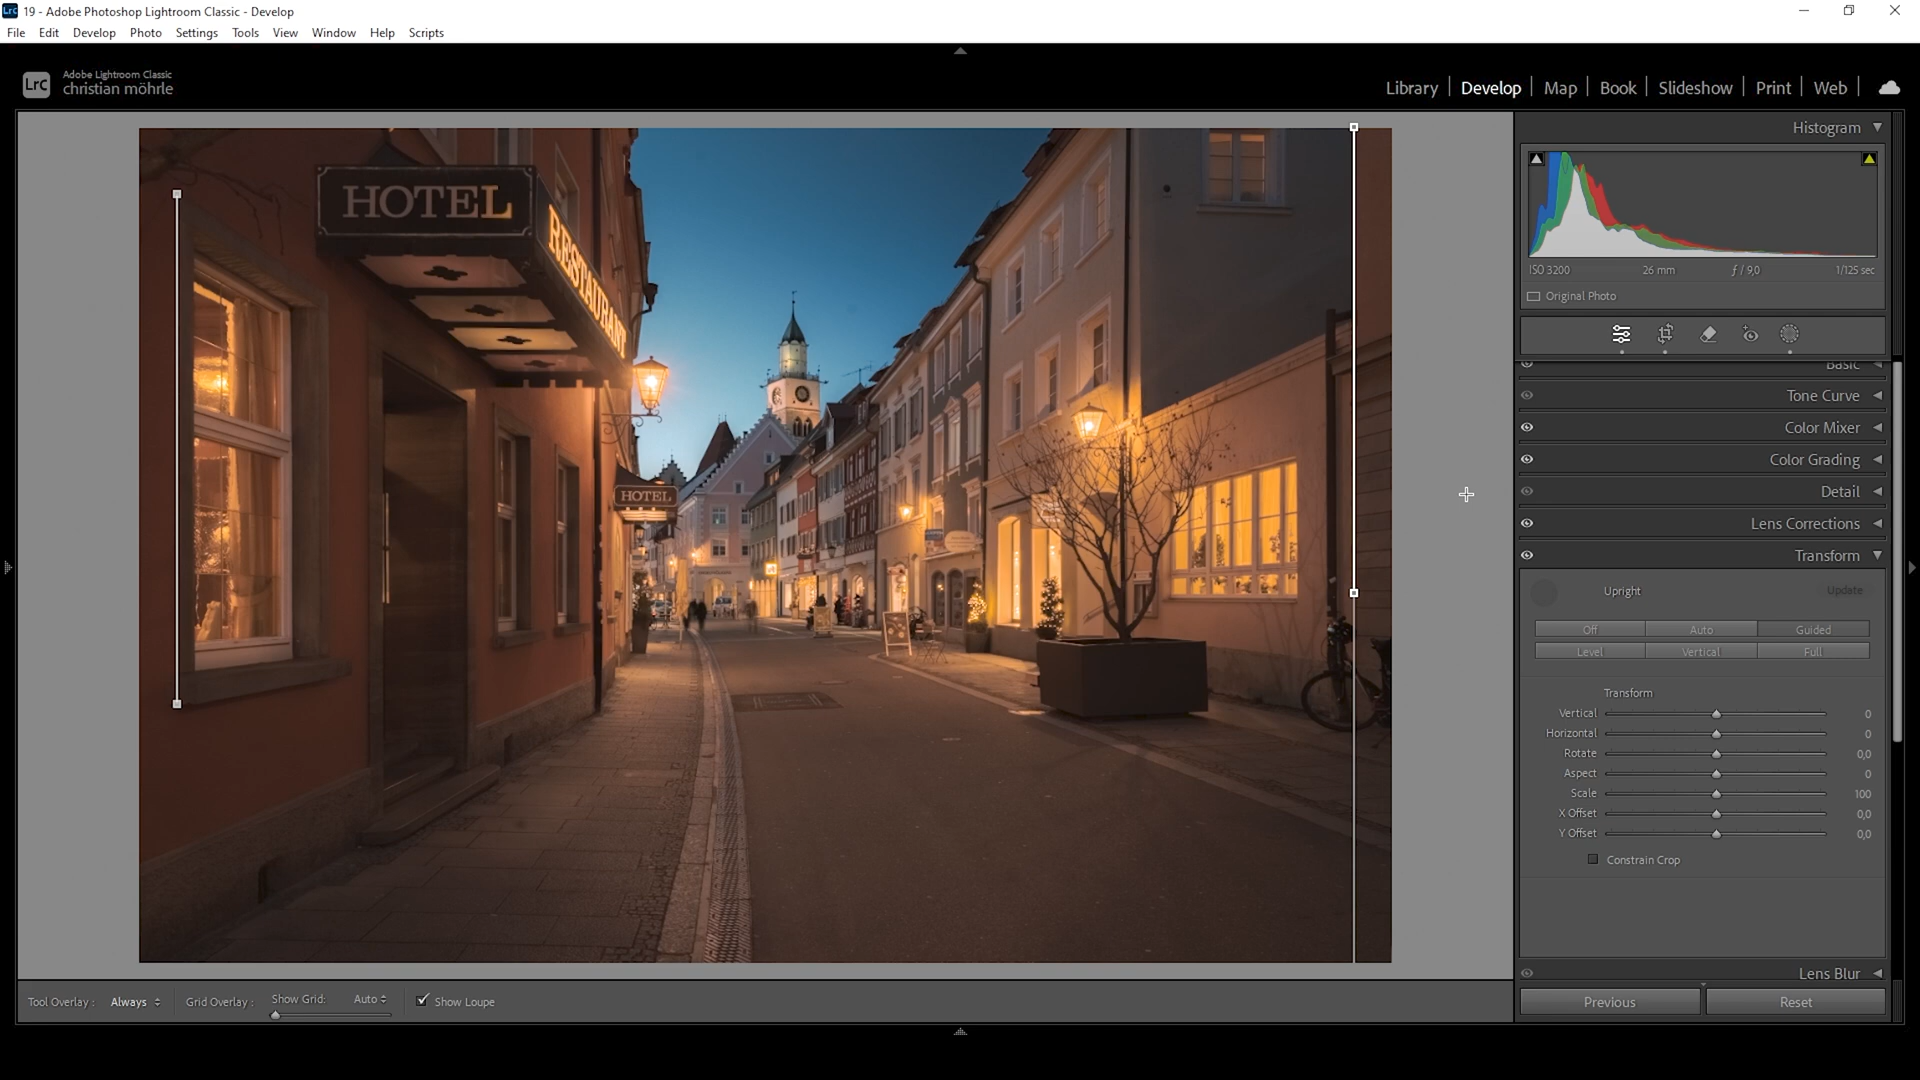 Lrc 19 - Adobe Photoshop Lightroom Classic - Develop
File Edit Develop Photo Settings Tools View Window Help Scripts
LrC
Adobe Lightroom Classic
christian möhrle
Library Develop Map Book Slideshow Print Web
Histogram
ISO 3200 26 mm ƒ / 9,0 1/125 sec
Original Photo
Basic
Tone Curve
Color Mixer
Color Grading
Detail
Lens Corrections
Transform
Upright Update
Off Auto Guided
Level Vertical Full
Transform
Vertical 0
Horizontal 0
Rotate 0,0
Aspect 0
Scale 100
X Offset 0,0
Y Offset 0,0
Constrain Crop
Lens Blur
Previous Reset
HOTEL
RESTAURANT
HOTEL
Tool Overlay : Always Grid Overlay : Show Grid: Auto Show Loupe